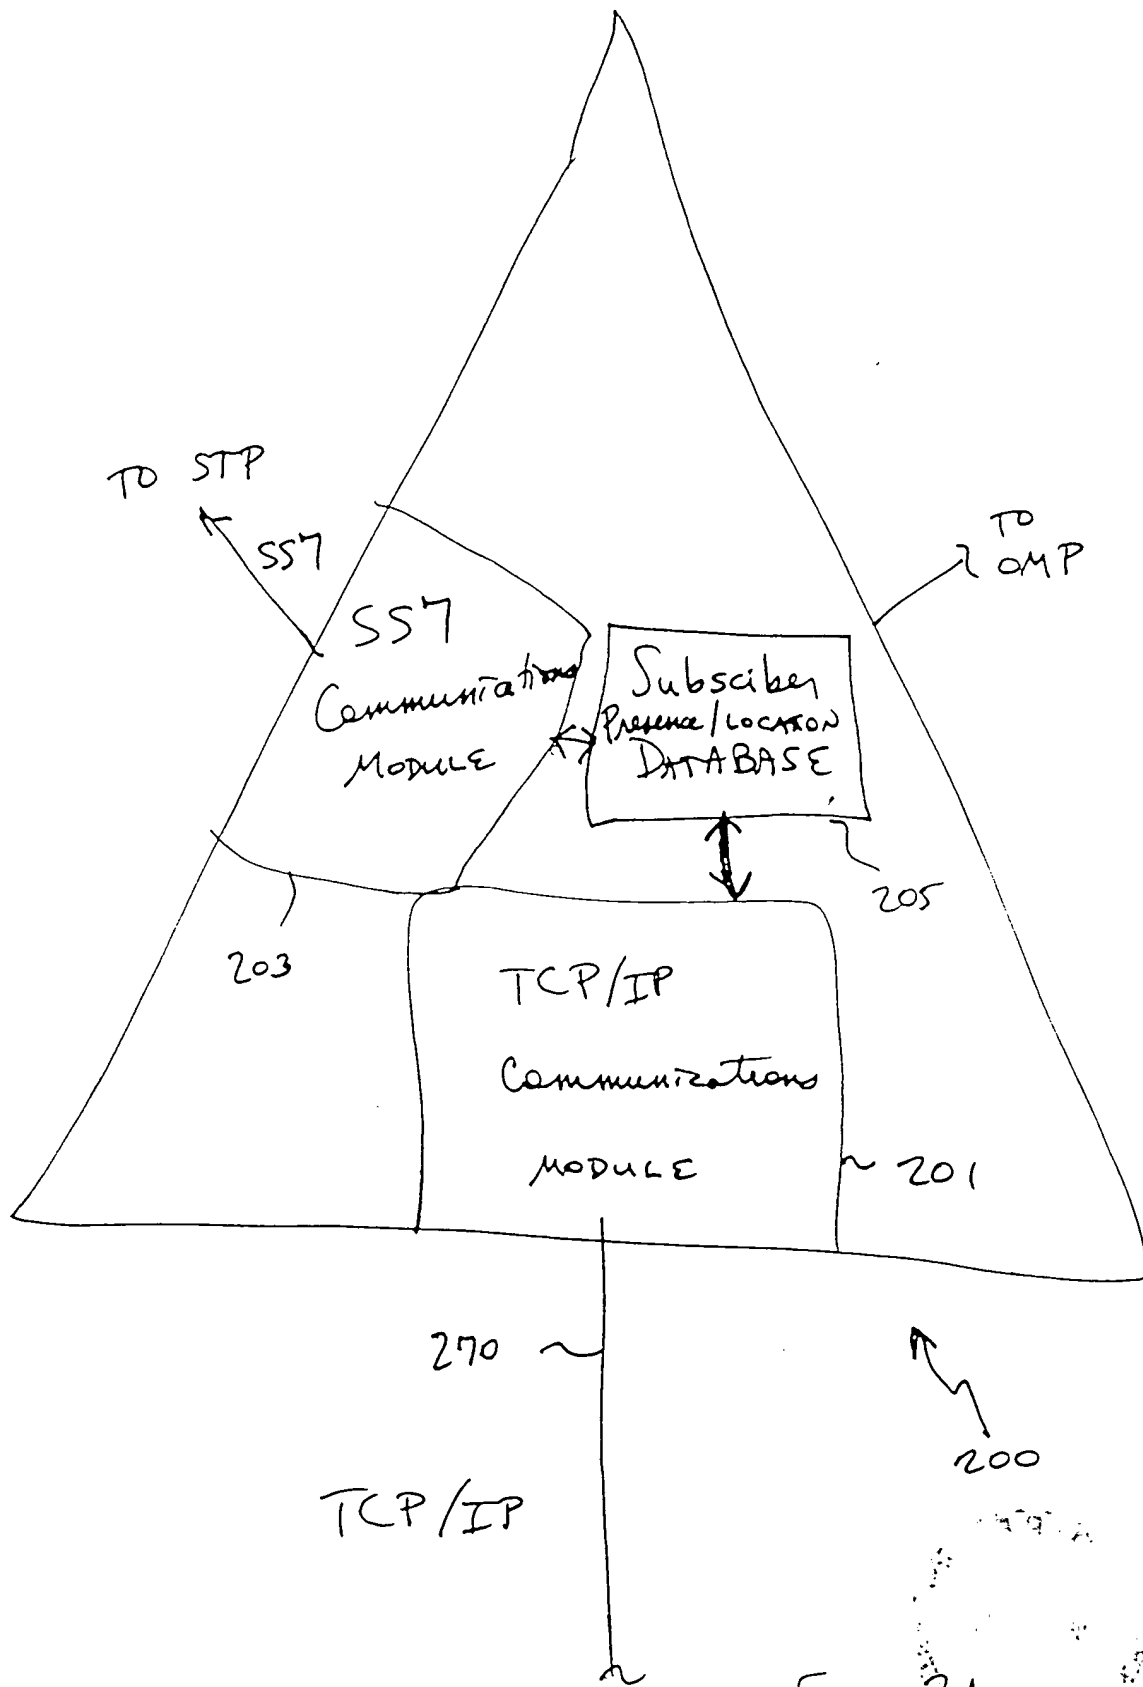 TO STP
SS7
TO
OMP
SS7
Communications
MODULE
Subsciber
Presence/LOCATION
DATABASE
205
203
TCP/IP
Communications
MODULE
201
270
200
TCP/IP